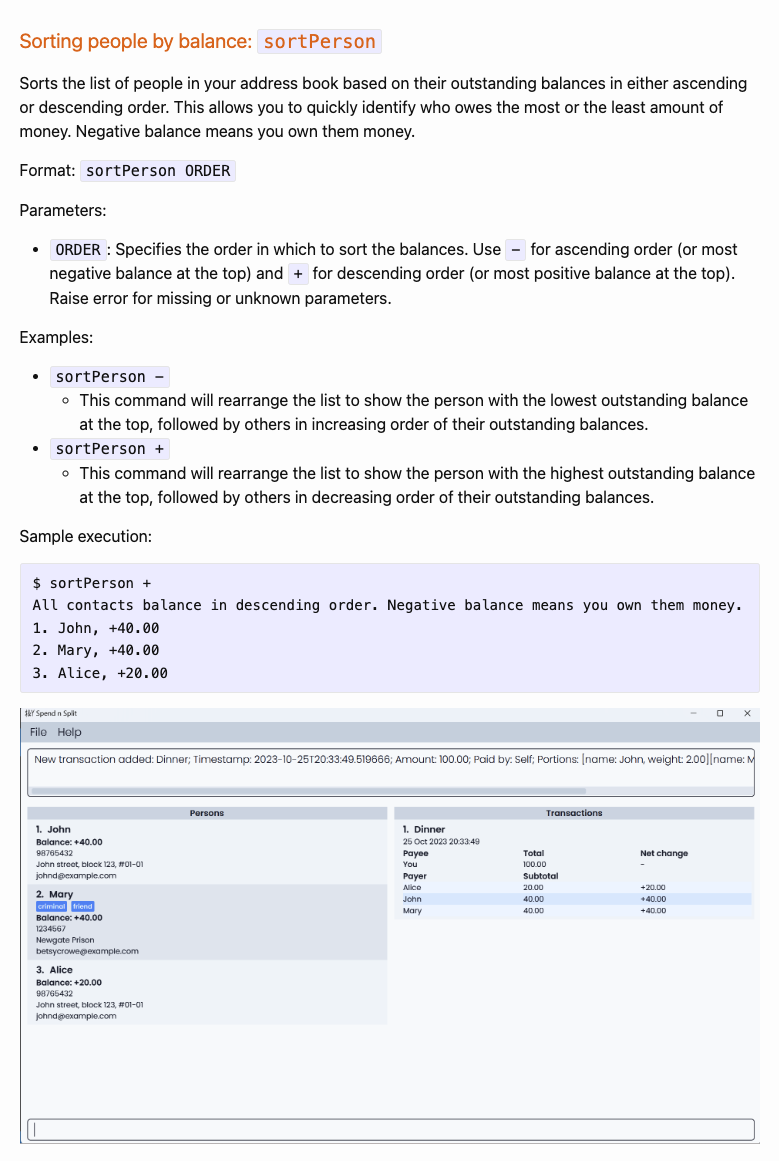 Sorting people by balance: sortPerson
Sorts the list of people in your address book based on their outstanding balances in either ascending
or descending order. This allows you to quickly identify who owes the most or the least amount of
money. Negative balance means you own them money.
Format: sortPerson ORDER
Parameters:
• ORDER : Specifies the order in which to sort the balances. Use - for ascending order (or most
negative balance at the top) and + for descending order (or most positive balance at the top).
Raise error for missing or unknown parameters.
Examples:
• sortPerson -
◦ This command will rearrange the list to show the person with the lowest outstanding balance
at the top, followed by others in increasing order of their outstanding balances.
• sortPerson +
◦ This command will rearrange the list to show the person with the highest outstanding balance
at the top, followed by others in decreasing order of their outstanding balances.
Sample execution:
$ sortPerson +
All contacts balance in descending order. Negative balance means you own them money.
1. John, +40.00
2. Mary, +40.00
3. Alice, +20.00
Spend n Split
File Help
New transaction added: Dinner; Timestamp: 2023-10-25T20:33:49.519666; Amount: 100.00; Paid by: Self; Portions: [name: John, weight: 2.00][name: M
Persons
1. John
Balance: +40.00
98765432
John street, block 123, #01-01
johnd@example.com
2. Mary
criminal friend
Balance: +40.00
1234567
Newgate Prison
betsycrowe@example.com
3. Alice
Balance: +20.00
98765432
John street, block 123, #01-01
johnd@example.com
Transactions
1. Dinner
25 Oct 2023 20:33:49
Payee Total Net change
You 100.00 -
Payer Subtotal
Alice 20.00 +20.00
John 40.00 +40.00
Mary 40.00 +40.00